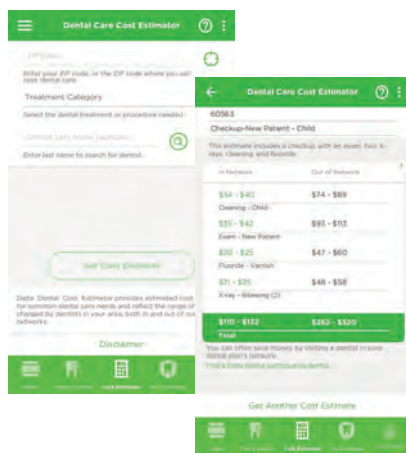 Dental Care Cost Estimator
ZIP Code
Enter your ZIP code, or the ZIP code where you will
Treatment Category
Select the dental treatment or procedure needed
Enter last name to search for dentist.
Get Cost Estimate
Delta Dental Cost Estimator provides estimated cost
for common dental care needs and reflect the range of
charged by dentists in your area, both in and out of our
networks.
Disclaimer
Cost Estimator
Dental Care Cost Estimator
60563
Checkup-New Patient - Child
This estimate includes a checkup with an exam, two X-
rays, cleaning and fluoride.
In Network Out of Network
$34 - $40 $74 - $89
Cleaning - Child
$35 - $42 $93 - $113
Exam - New Patient
$20 - $25 $47 - $60
Fluoride - Varnish
$21 - $25 $48 - $58
X-ray - Bitewing (2)
$110 - $132 $262 - $320
Total
You can often save money by visiting a dentist in your
dental plan's network.
Find a Delta Dental participating dentist.
Get Another Cost Estimate
Cost Estimator